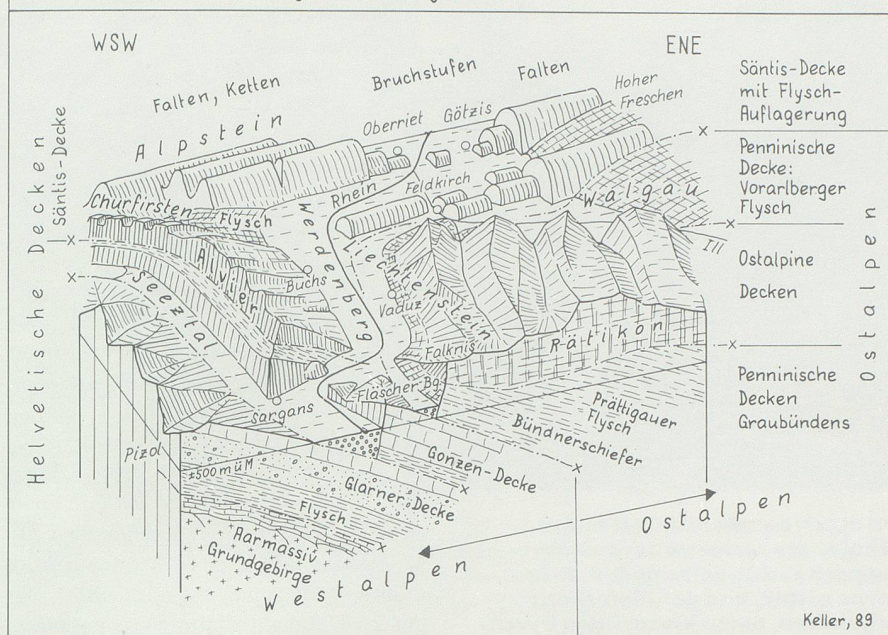 WSW
ENE
Falten, Ketten
Bruchstufen
Falten
Hoher
Freschen
Säntis-Decke
mit Flysch-
Auflagerung
Alpstein
Oberriet
Götzis
Penninische
Decke:
Vorarlberger
Flysch
Helvetische Decken
Säntis-Decke
Churfirsten
Flysch
Rhein
Feldkirch
Walgau
Ill
Ostalpine
Decken
Ostalpen
Alvier
Buchs
Werdenberg
Liechtenstein
Vaduz
Seeztal
Falknis
Rätikon
Fläscher Bg.
Sargans
Penninische
Decken
Graubündens
Prättigauer
Flysch
Bündnerschiefer
Pizol
±500müM
Gonzen-Decke
Glarner Decke
Flysch
Aarmassiv
Grundgebirge
Westalpen
Ostalpen
Keller, 89